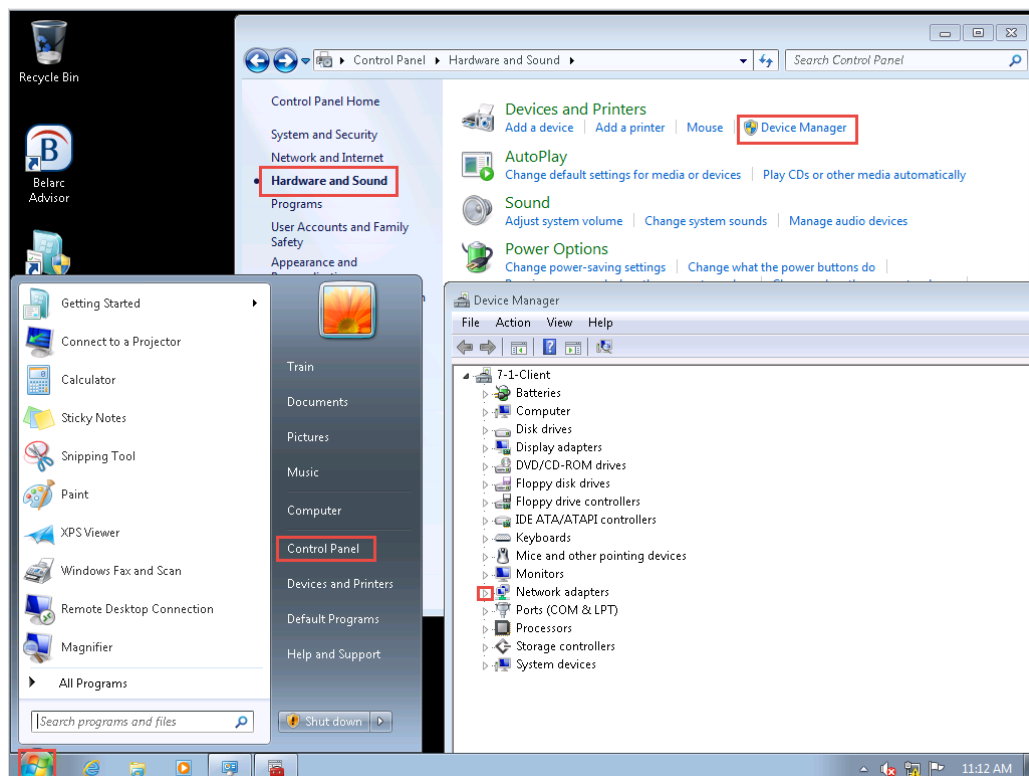 Recycle Bin
Belarc
Advisor
Control Panel
Hardware and Sound
Search Control Panel
Control Panel Home
System and Security
Network and Internet
Hardware and Sound
Programs
User Accounts and Family
Safety
Appearance and
Devices and Printers
Add a device
Add a printer
Mouse
Device Manager
AutoPlay
Change default settings for media or devices
Play CDs or other media automatically
Sound
Adjust system volume
Change system sounds
Manage audio devices
Power Options
Change power-saving settings
Change what the power buttons do
Getting Started
Connect to a Projector
Calculator
Sticky Notes
Snipping Tool
Paint
XPS Viewer
Windows Fax and Scan
Remote Desktop Connection
Magnifier
All Programs
Search programs and files
Train
Documents
Pictures
Music
Computer
Control Panel
Devices and Printers
Default Programs
Help and Support
Shut down
Device Manager
File Action View Help
7-1-Client
Batteries
Computer
Disk drives
Display adapters
DVD/CD-ROM drives
Floppy disk drives
Floppy drive controllers
IDE ATA/ATAPI controllers
Keyboards
Mice and other pointing devices
Monitors
Network adapters
Ports (COM & LPT)
Processors
Storage controllers
System devices
11:12 AM